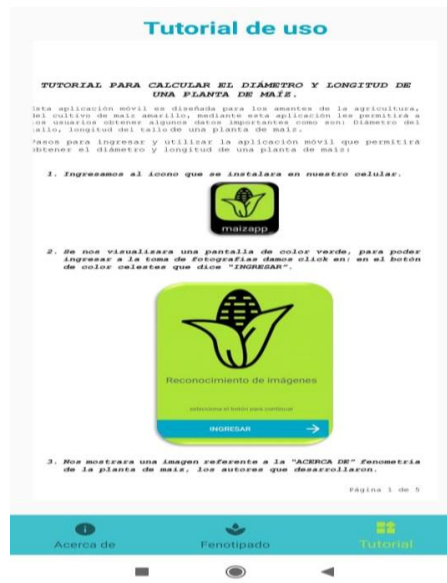 Tutorial de uso
TUTORIAL PARA CALCULAR EL DIÁMETRO Y LONGITUD DE
UNA PLANTA DE MAÍZ.
Esta aplicación móvil es diseñada para los amantes de la agricultura,
del cultivo de maíz amarillo, mediante esta aplicación les permitirá a
los usuarios obtener algunos datos importantes como son: Diámetro del
tallo, longitud del tallo de una planta de maíz.
Pasos para ingresar y utilizar la aplicación móvil que permitirá
obtener el diámetro y longitud de una planta de maíz:
1. Ingresamos al icono que se instalara en nuestro celular.
maizapp
2. Se nos visualizara una pantalla de color verde, para poder
ingresar a la toma de fotografías damos click en: en el botón
de color celestes que dice "INGRESAR".
Reconocimiento de Imágenes
selecciona el botón para continuar
INGRESAR
3. Nos mostrara una imagen referente a la "ACERCA DE" fenometria
de la planta de maíz, los autores que desarrollaron.
Página 1 de 5
Acerca de
Fenotipado
Tutorial